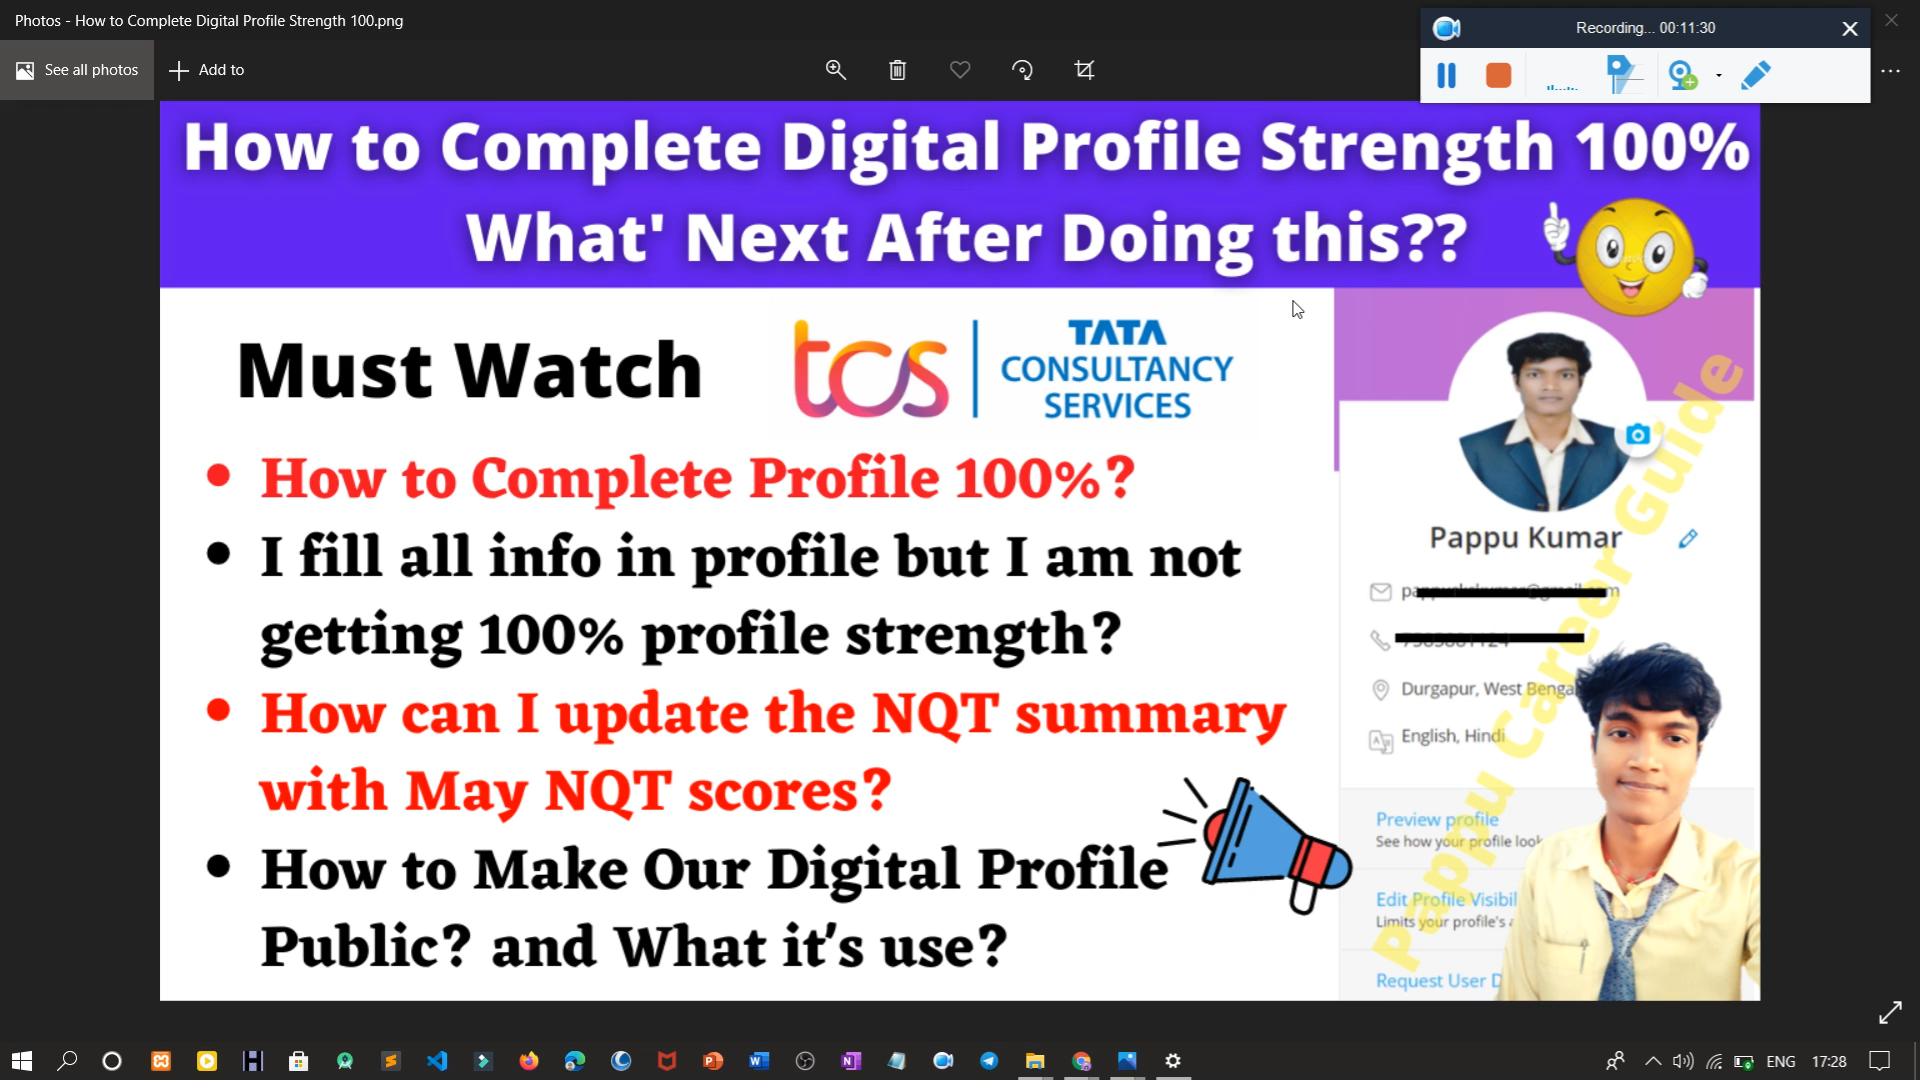 Photos - How to Complete Digital Profile Strength 100.png
Recording... 00:11:30
See all photos
Add to
How to Complete Digital Profile Strength 100%
What' Next After Doing this??
Must Watch
tcs
TATA
CONSULTANCY
SERVICES
• How to Complete Profile 100%?
• I fill all info in profile but I am not
getting 100% profile strength?
• How can I update the NQT summary
with May NQT scores?
• How to Make Our Digital Profile
Public? and What it's use?
Pappu Kumar
Durgapur, West Benga
English, Hindi
Preview profile
See how your profile look
Edit Profile Visibil
Limits your profile's a
Request User D
Pappu Career Guide
ENG
17:28